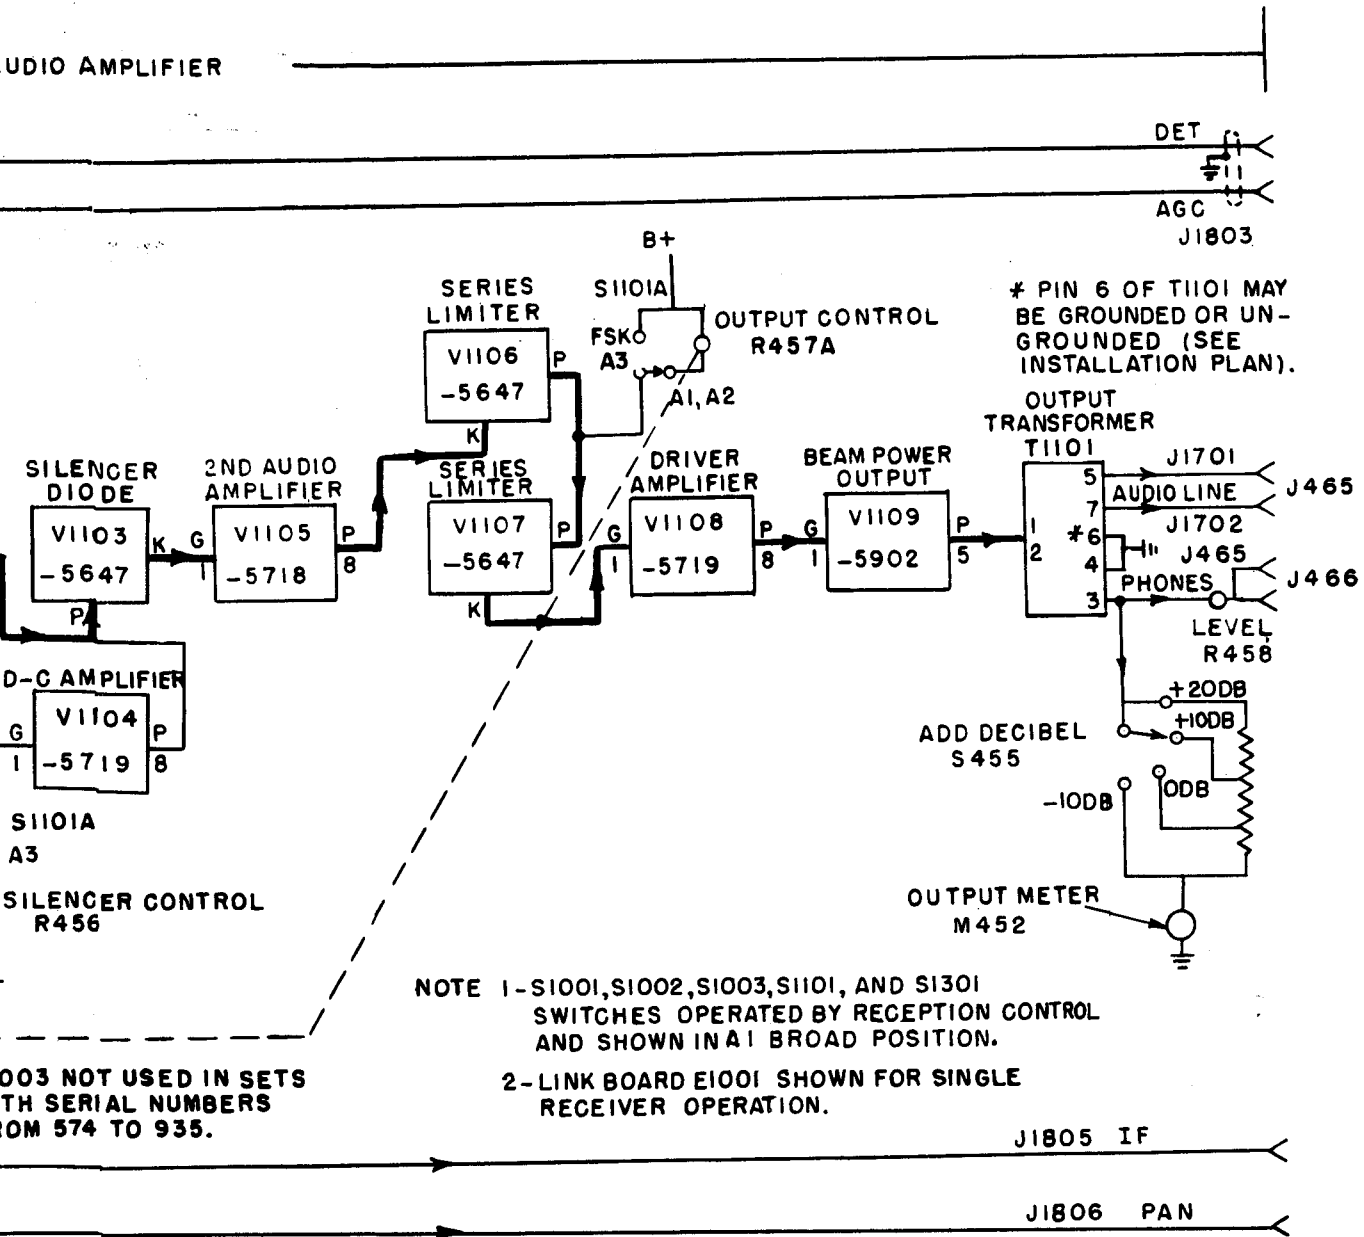 UDIO AMPLIFIER
DET
AGC
J1803
B+
S1101A
SERIES
LIMITER
V1106
-5647
P
K
FSK
A3
OUTPUT CONTROL
R457A
A1, A2
* PIN 6 OF T1101 MAY
BE GROUNDED OR UN-
GROUNDED (SEE
INSTALLATION PLAN).
OUTPUT
TRANSFORMER
T1101
1
2
5
7
*6
4
3
J1701
AUDIO LINE
J465
J1702
J465
PHONES
J466
LEVEL
R458
SILENCER
DIODE
V1103
-5647
K
P
2ND AUDIO
AMPLIFIER
G
1
V1105
-5718
P
8
SERIES
LIMITER
V1107
-5647
P
K
DRIVER
AMPLIFIER
G
1
V1108
-5719
P
8
BEAM POWER
OUTPUT
G
1
V1109
-5902
P
5
D-C AMPLIFIER
G
1
V1104
-5719
P
8
S1101A
A3
SILENCER CONTROL
R456
ADD DECIBEL
S455
+20DB
+10DB
0DB
-10DB
OUTPUT METER
M452
NOTE 1-S1001,S1002,S1003,S1101, AND S1301
SWITCHES OPERATED BY RECEPTION CONTROL
AND SHOWN IN A1 BROAD POSITION.
2-LINK BOARD E1001 SHOWN FOR SINGLE
RECEIVER OPERATION.
003 NOT USED IN SETS
TH SERIAL NUMBERS
ROM 574 TO 935.
J1805 IF
J1806 PAN